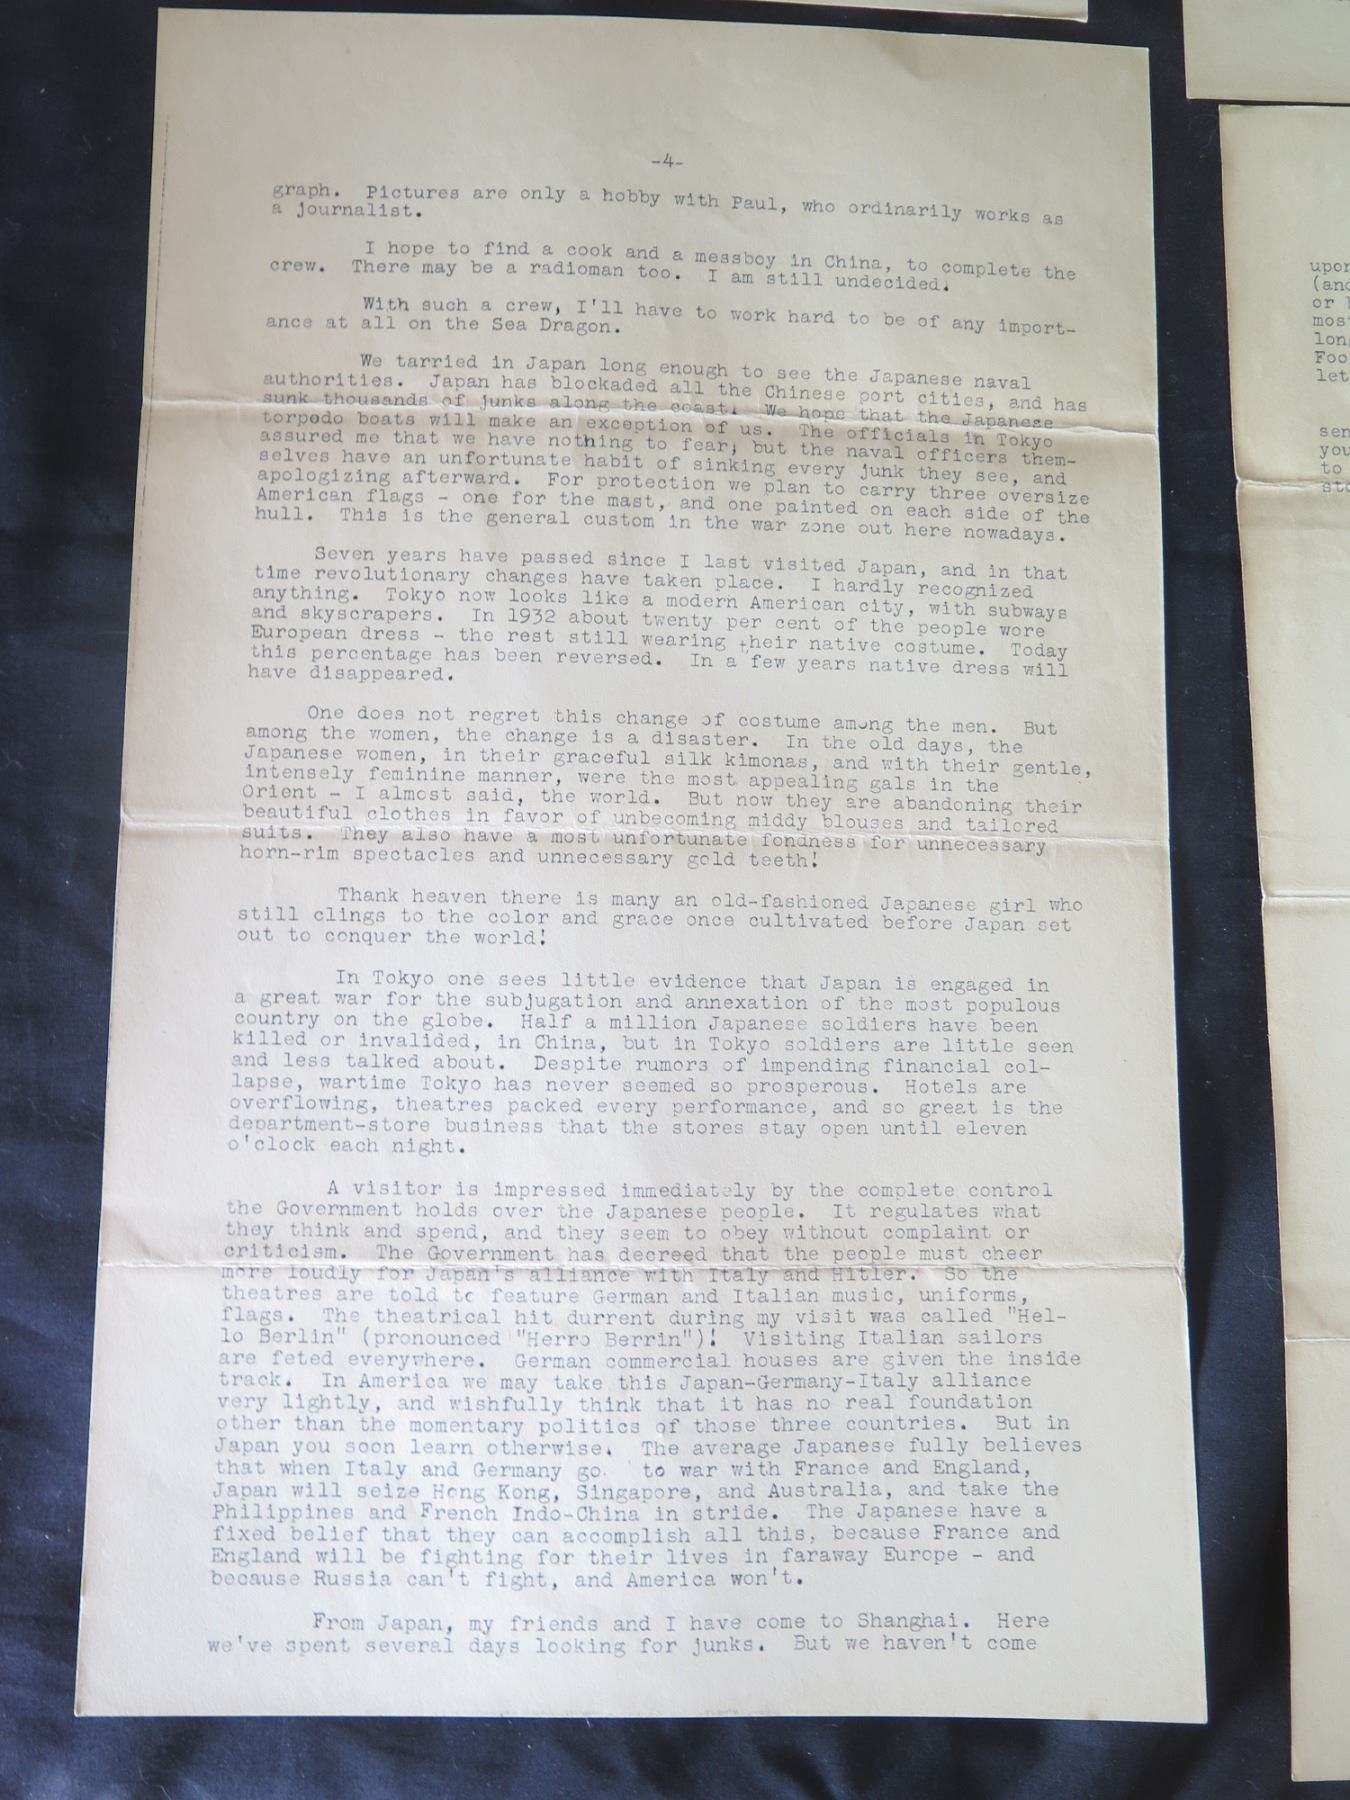 -4-
graph. Pictures are only a hobby with Paul, who ordinarily works as
a journalist.
I hope to find a cook and a messboy in China, to complete the
crew. There may be a radioman too. I am still undecided.
With such a crew, I'll have to work hard to be of any import-
ance at all on the Sea Dragon.
We tarried in Japan long enough to see the Japanese naval
authorities. Japan has blockaded all the Chinese port cities, and has
sunk thousands of junks along the coast. We hope that the Japanese
torpedo boats will make an exception of us. The officials in Tokyo
assured me that we have nothing to fear, but the naval officers them-
selves have an unfortunate habit of sinking every junk they see, and
apologizing afterward. For protection we plan to carry three oversize
American flags - one for the mast, and one painted on each side of the
hull. This is the general custom in the war zone out here nowadays.
Seven years have passed since I last visited Japan, and in that
time revolutionary changes have taken place. I hardly recognized
anything. Tokyo now looks like a modern American city, with subways
and skyscrapers. In 1932 about twenty per cent of the people wore
European dress - the rest still wearing their native costume. Today
this percentage has been reversed. In a few years native dress will
have disappeared.
One does not regret this change of costume among the men. But
among the women, the change is a disaster. In the old days, the
Japanese women, in their graceful silk kimonas, and with their gentle,
intensely feminine manner, were the most appealing gals in the
Orient - I almost said, the world. But now they are abandoning their
beautiful clothes in favor of unbecoming middy blouses and tailored
suits. They also have a most unfortunate fondness for unnecessary
horn-rim spectacles and unnecessary gold teeth!
Thank heaven there is many an old-fashioned Japanese girl who
still clings to the color and grace once cultivated before Japan set
out to conquer the world!
In Tokyo one sees little evidence that Japan is engaged in
a great war for the subjugation and annexation of the most populous
country on the globe. Half a million Japanese soldiers have been
killed or invalided, in China, but in Tokyo soldiers are little seen
and less talked about. Despite rumors of impending financial col-
lapse, wartime Tokyo has never seemed so prosperous. Hotels are
overflowing, theatres packed every performance, and so great is the
department-store business that the stores stay open until eleven
o'clock each night.
A visitor is impressed immediately by the complete control
the Government holds over the Japanese people. It regulates what
they think and spend, and they seem to obey without complaint or
criticism. The Government has decreed that the people must cheer
more loudly for Japan's alliance with Italy and Hitler. So the
theatres are told to feature German and Italian music, uniforms,
flags. The theatrical hit durrent during my visit was called "Hel-
lo Berlin" (pronounced "Herro Berrin")! Visiting Italian sailors
are feted everywhere. German commercial houses are given the inside
track. In America we may take this Japan-Germany-Italy alliance
very lightly, and wishfully think that it has no real foundation
other than the momentary politics of those three countries. But in
Japan you soon learn otherwise. The average Japanese fully believes
that when Italy and Germany go to war with France and England,
Japan will seize Hong Kong, Singapore, and Australia, and take the
Philippines and French Indo-China in stride. The Japanese have a
fixed belief that they can accomplish all this, because France and
England will be fighting for their lives in faraway Europe - and
because Russia can't fight, and America won't.
From Japan, my friends and I have come to Shanghai. Here
we've spent several days looking for junks. But we haven't come
upon
(and
or
most
long
Foo
let
sen
you
to
sto